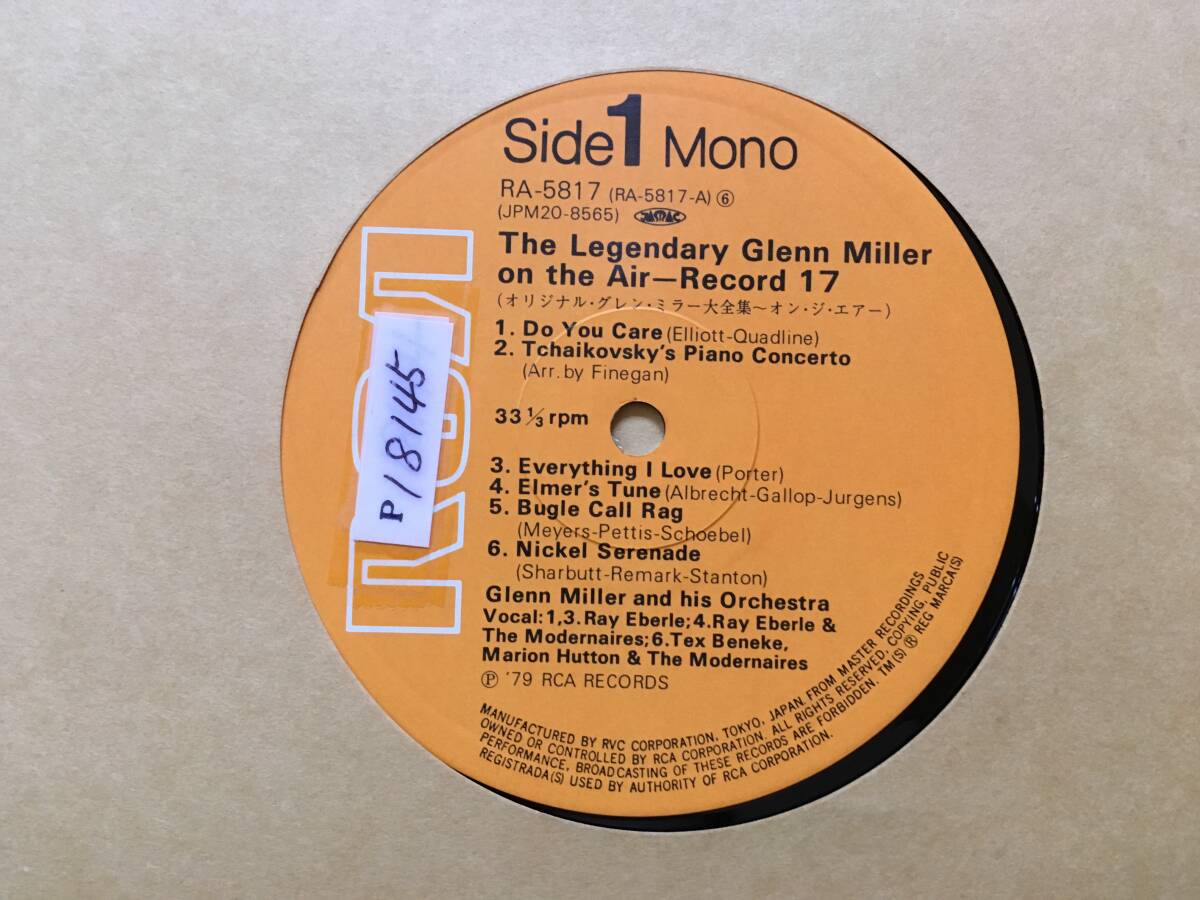 Side 1 Mono
RA-5817 (RA-5817-A) ⑥
(JPM20-8565) JASRAC
The Legendary Glenn Miller
on the Air—Record 17
(オリジナル・グレン・ミラー大全集～オン・ジ・エアー)
1. Do You Care (Elliott-Quadline)
2. Tchaikovsky's Piano Concerto
(Arr. by Finegan)
33 1/3 rpm
3. Everything I Love (Porter)
4. Elmer's Tune (Albrecht-Gallop-Jurgens)
5. Bugle Call Rag
(Meyers-Pettis-Schoebel)
6. Nickel Serenade
(Sharbutt-Remark-Stanton)
Glenn Miller and his Orchestra
Vocal:1,3. Ray Eberle; 4. Ray Eberle &
The Modernaires; 6. Tex Beneke,
Marion Hutton & The Modernaires
Ⓟ '79 RCA RECORDS
MANUFACTURED BY RVC CORPORATION, TOKYO, JAPAN. FROM MASTER RECORDINGS
OWNED OR CONTROLLED BY RCA CORPORATION. ALL RIGHTS RESERVED. COPYING, PUBLIC
PERFORMANCE, BROADCASTING OF THESE RECORDS ARE FORBIDDEN. TM(S) ® REG MARCA(S)
REGISTRADA(S) USED BY AUTHORITY OF RCA CORPORATION.
RCA
P18145